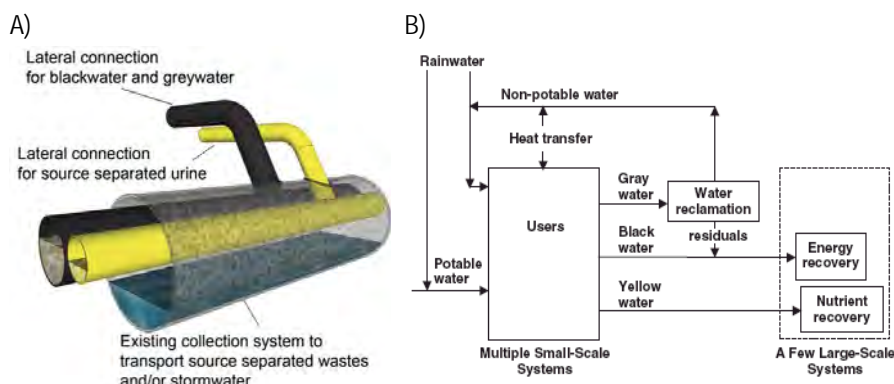 A)
Lateral connection
for blackwater and greywater
Lateral connection
for source separated urine
Existing collection system to
transport source separated wastes
and/or stormwater
B)
Rainwater
Non-potable water
Heat transfer
Gray
water
Water
reclamation
Users
Black
water
residuals
Energy
recovery
Potable
water
Yellow
water
Nutrient
recovery
Multiple Small-Scale
Systems
A Few Large-Scale
Systems